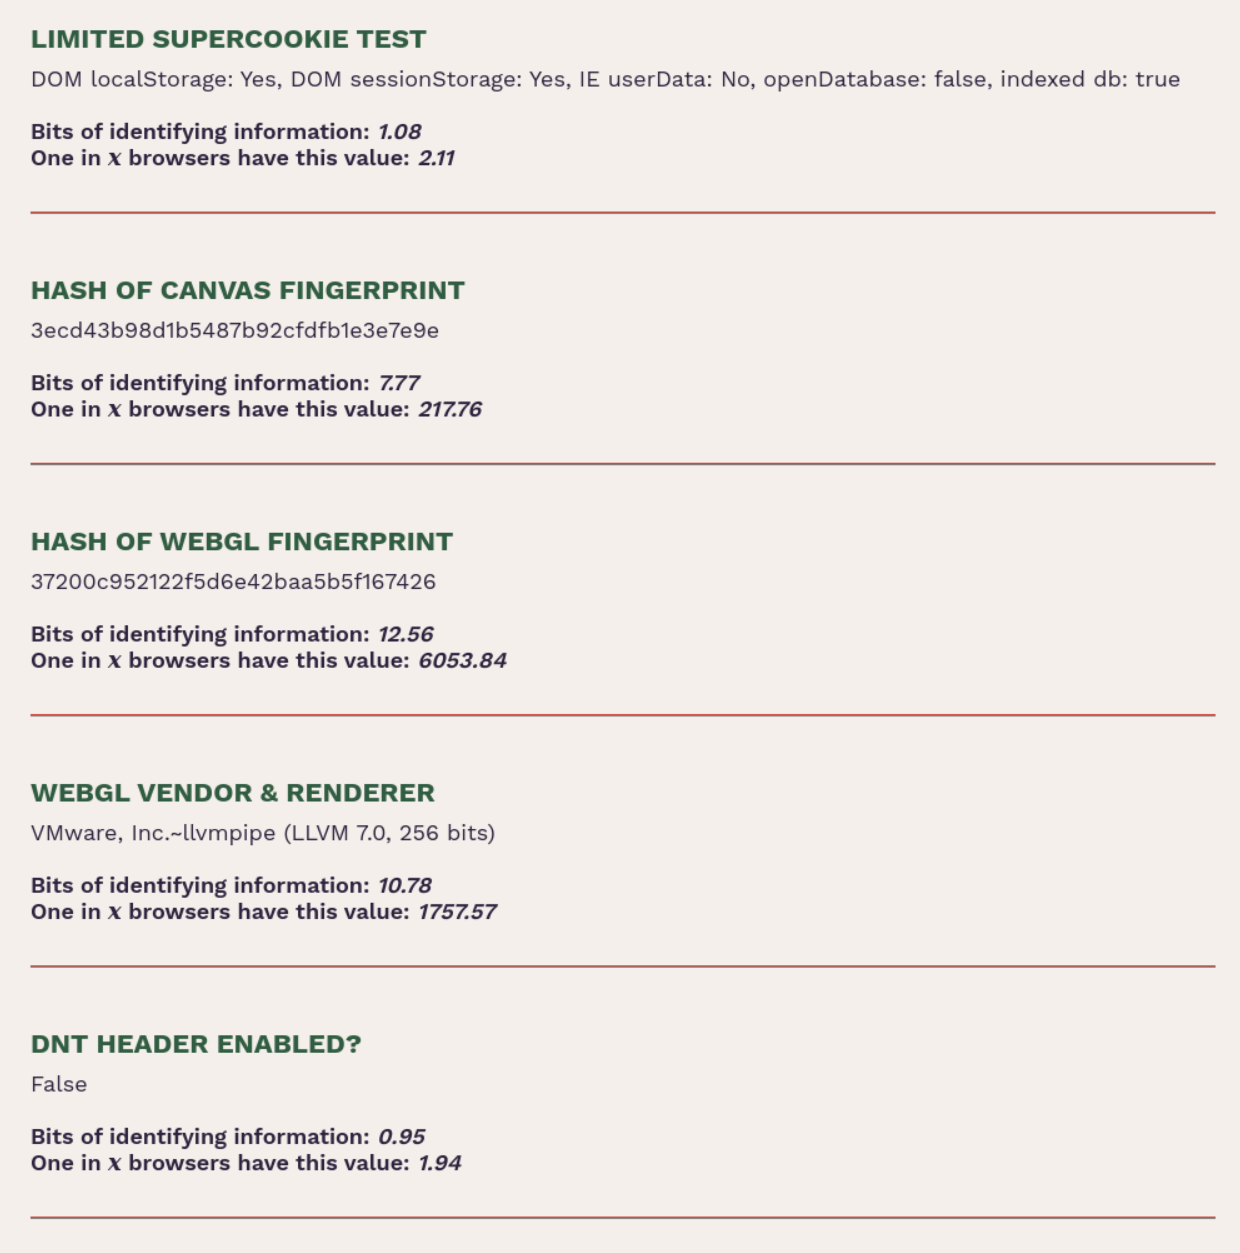 LIMITED SUPERCOOKIE TEST
DOM localStorage: Yes, DOM sessionStorage: Yes, IE userData: No, openDatabase: false, indexed db: true
Bits of identifying information: 1.08
One in x browsers have this value: 2.11
HASH OF CANVAS FINGERPRINT
3ecd43b98d1b5487b92cfdfb1e3e7e9e
Bits of identifying information: 7.77
One in x browsers have this value: 217.76
HASH OF WEBGL FINGERPRINT
37200c952122f5d6e42baa5b5f167426
Bits of identifying information: 12.56
One in x browsers have this value: 6053.84
WEBGL VENDOR & RENDERER
VMware, Inc.~llvmpipe (LLVM 7.0, 256 bits)
Bits of identifying information: 10.78
One in x browsers have this value: 1757.57
DNT HEADER ENABLED?
False
Bits of identifying information: 0.95
One in x browsers have this value: 1.94